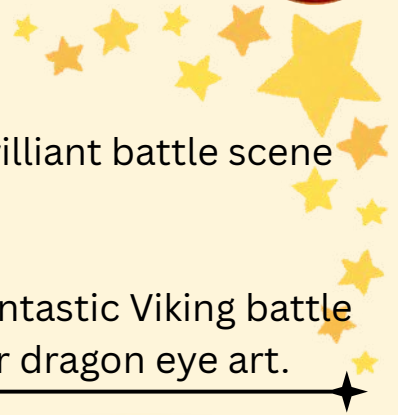 illiant battle scene
ntastic Viking battle
r dragon eye art.